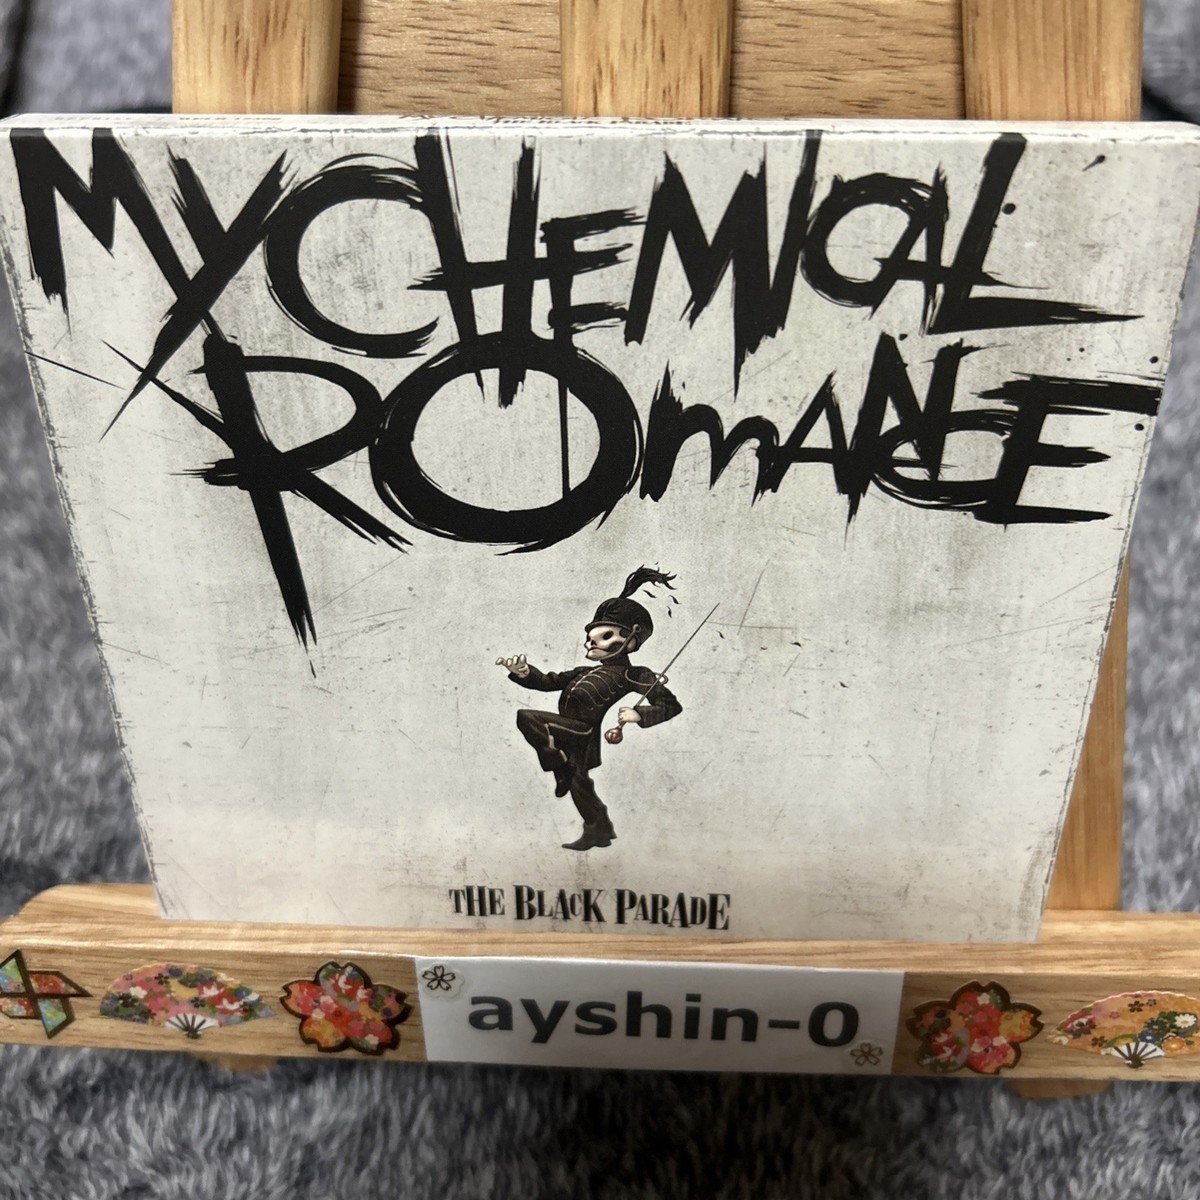 MY CHEMICAL
ROMANCE
THE BLACK PARADE
ayshin-0